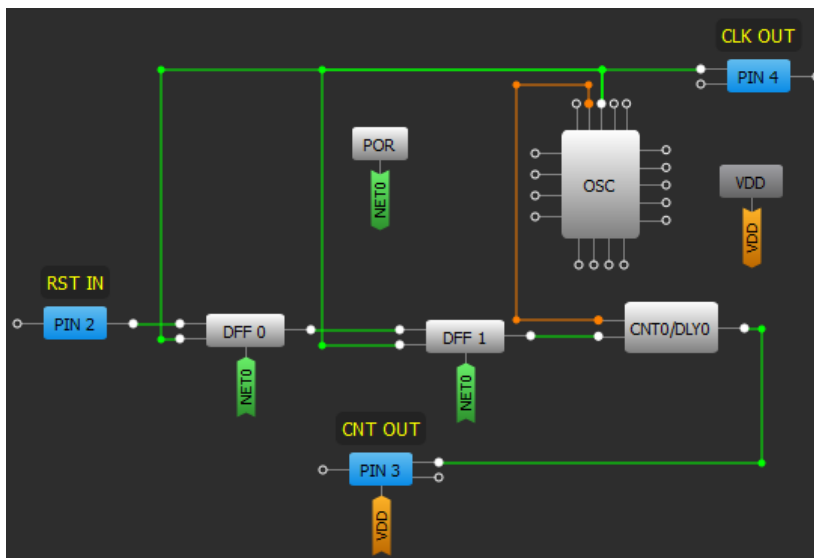 CLK OUT
PIN 4
POR
NET0
OSC
VDD
VDD
RST IN
PIN 2
DFF 0
NET0
DFF 1
NET0
CNT0/DLY0
CNT OUT
PIN 3
VDD